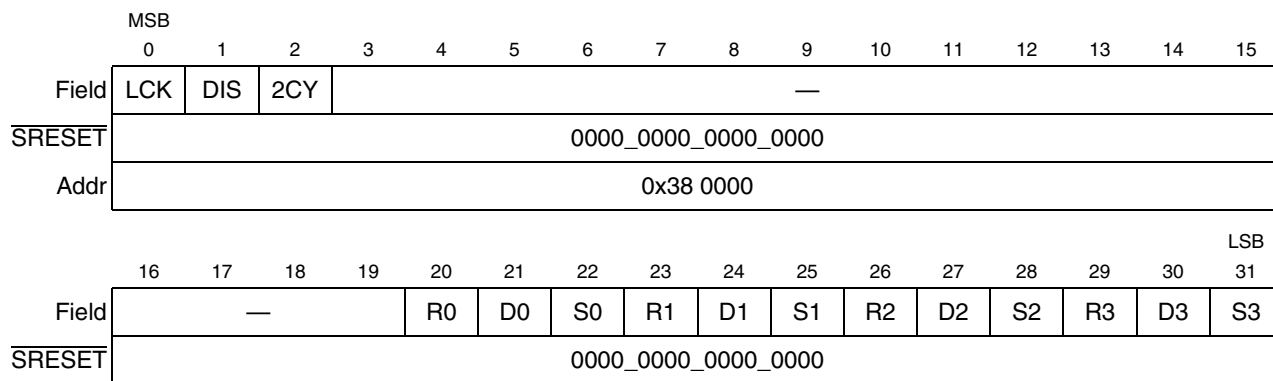 MSB
0 1 2 3 4 5 6 7 8 9 10 11 12 13 14 15
Field LCK DIS 2CY —
SRESET 0000_0000_0000_0000
Addr 0x38 0000
LSB
16 17 18 19 20 21 22 23 24 25 26 27 28 29 30 31
Field — R0 D0 S0 R1 D1 S1 R2 D2 S2 R3 D3 S3
SRESET 0000_0000_0000_0000